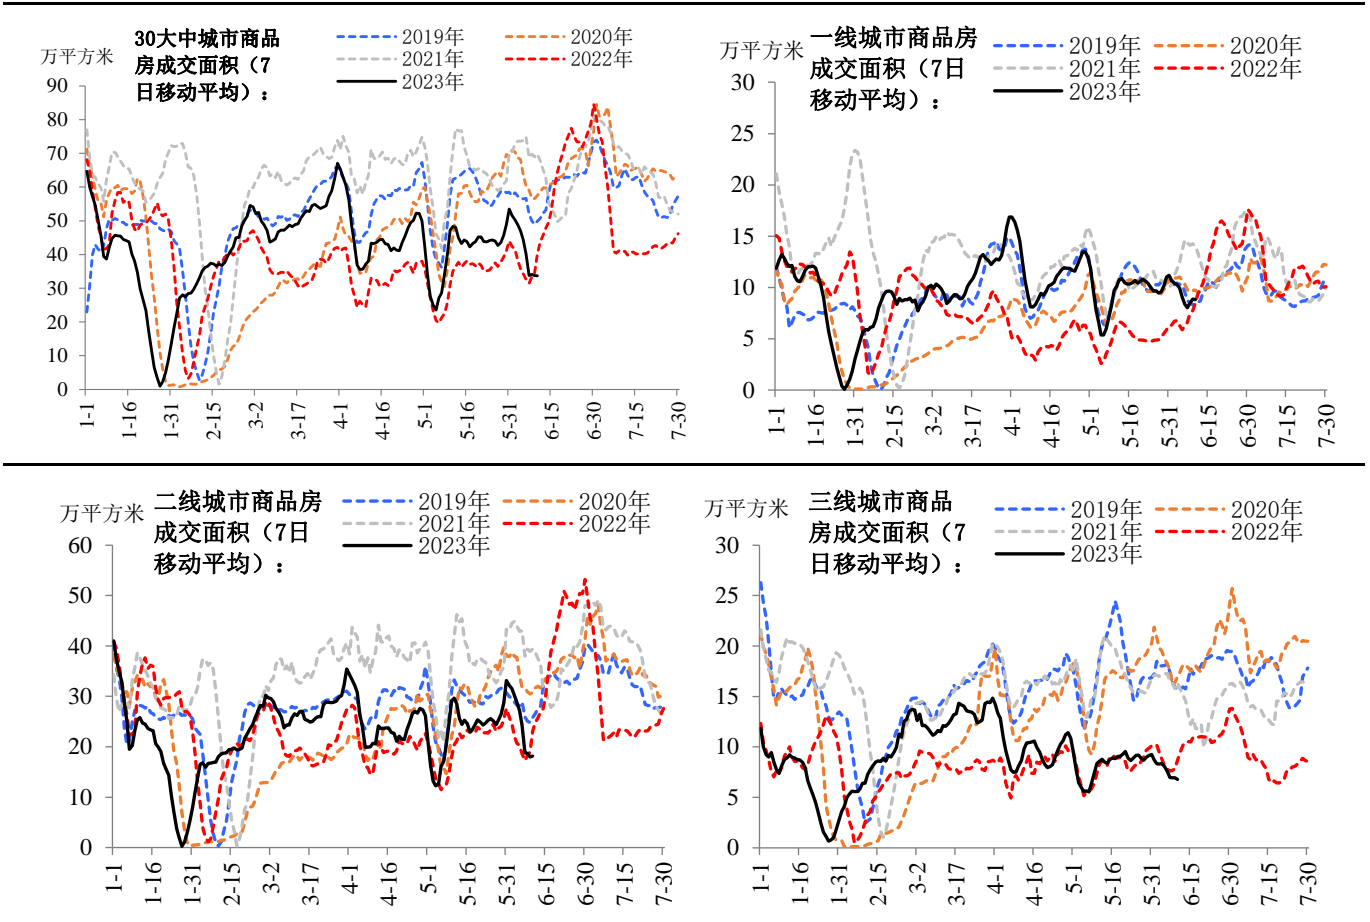 万平方米
30大中城市商品
房成交面积（7
日移动平均）：
2019年
2020年
2021年
2022年
2023年
90
80
70
60
50
40
30
20
10
0
1-1
1-16
1-31
2-15
3-2
3-17
4-1
4-16
5-1
5-16
5-31
6-15
6-30
7-15
7-30
万平方米
一线城市商品房
成交面积（7日
移动平均）：
2019年
2020年
2021年
2022年
2023年
30
25
20
15
10
5
0
1-1
1-16
1-31
2-15
3-2
3-17
4-1
4-16
5-1
5-16
5-31
6-15
6-30
7-15
7-30
万平方米
二线城市商品房
成交面积（7日
移动平均）：
2019年
2020年
2021年
2022年
2023年
60
50
40
30
20
10
0
1-1
1-16
1-31
2-15
3-2
3-17
4-1
4-16
5-1
5-16
5-31
6-15
6-30
7-15
7-30
万平方米
三线城市商品
房成交面积（7
日移动平均）：
2019年
2020年
2021年
2022年
2023年
30
25
20
15
10
5
0
1-1
1-16
1-31
2-15
3-2
3-17
4-1
4-16
5-1
5-16
5-31
6-15
6-30
7-15
7-30